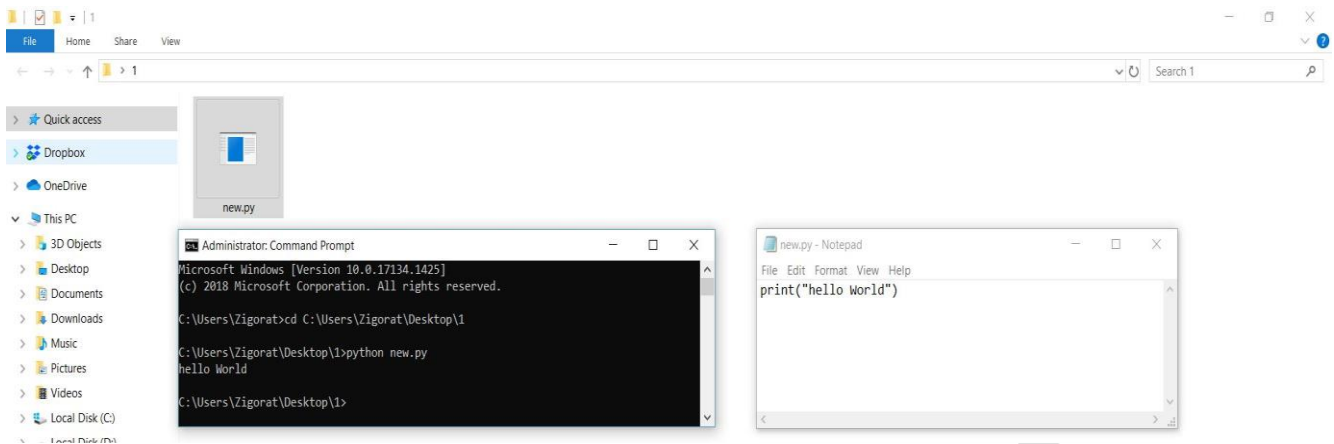 1
File Home Share View
1
Search 1
Quick access
Dropbox
OneDrive
This PC
3D Objects
Desktop
Documents
Downloads
Music
Pictures
Videos
Local Disk (C:)
Local Disk (D:)
new.py
Administrator: Command Prompt
Microsoft Windows [Version 10.0.17134.1425]
(c) 2018 Microsoft Corporation. All rights reserved.
C:\Users\Zigorat>cd C:\Users\Zigorat\Desktop\1
C:\Users\Zigorat\Desktop\1>python new.py
hello World
C:\Users\Zigorat\Desktop\1>
new.py - Notepad
File Edit Format View Help
print("hello World")